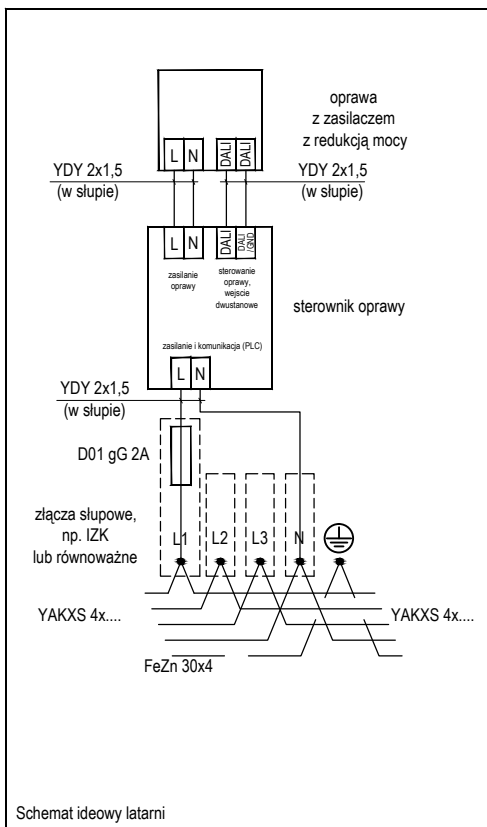 oprawa
z zasilaczem
z redukcją mocy
L N DALI DALI
YDY 2x1,5
(w słupie)
YDY 2x1,5
(w słupie)
L N DALI DALI /GND
zasilanie
oprawy
sterowanie
oprawy,
wejscie
dwustanowe
sterownik oprawy
zasilanie i komunikacja (PLC)
L N
YDY 2x1,5
(w słupie)
D01 gG 2A
złącza słupowe,
np. IZK
lub równoważne
L1 L2 L3 N
YAKXS 4x....
YAKXS 4x....
FeZn 30x4
Schemat ideowy latarni